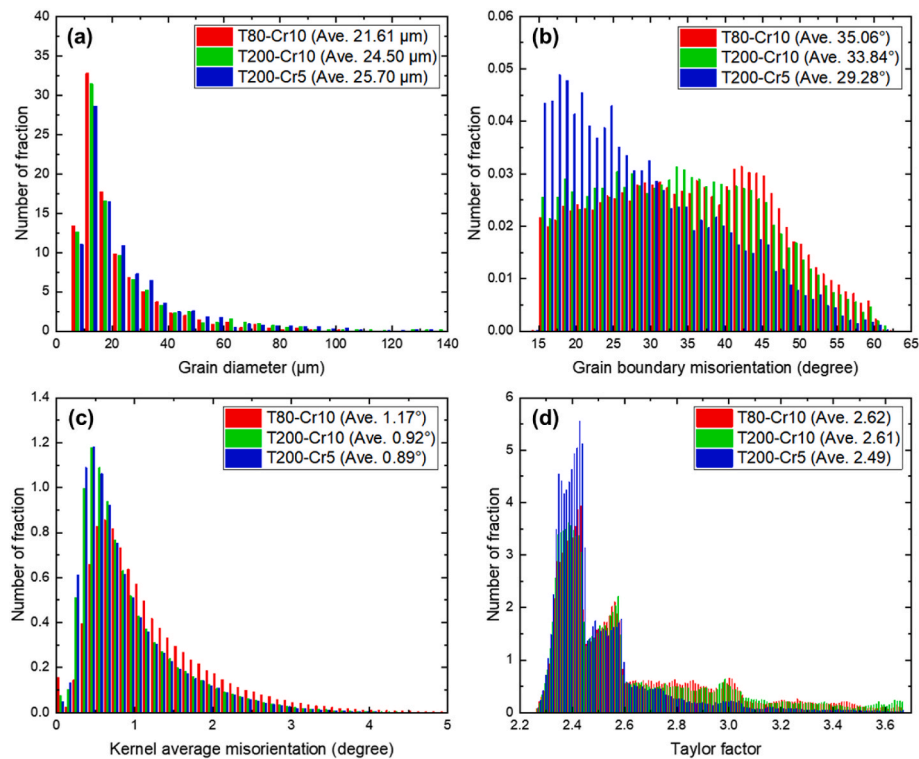 (a)
T80-Cr10 (Ave. 21.61 μm)
T200-Cr10 (Ave. 24.50 μm)
T200-Cr5 (Ave. 25.70 μm)
Number of fraction
35
30
25
20
15
10
5
0
0 20 40 60 80 100 120 140
Grain diameter (μm)
(b)
T80-Cr10 (Ave. 35.06°)
T200-Cr10 (Ave. 33.84°)
T200-Cr5 (Ave. 29.28°)
Number of fraction
0.06
0.05
0.04
0.03
0.02
0.01
0.00
15 20 25 30 35 40 45 50 55 60 65
Grain boundary misorientation (degree)
(c)
T80-Cr10 (Ave. 1.17°)
T200-Cr10 (Ave. 0.92°)
T200-Cr5 (Ave. 0.89°)
Number of fraction
1.4
1.2
1.0
0.8
0.6
0.4
0.2
0.0
0 1 2 3 4 5
Kernel average misorientation (degree)
(d)
T80-Cr10 (Ave. 2.62)
T200-Cr10 (Ave. 2.61)
T200-Cr5 (Ave. 2.49)
Number of fraction
6
5
4
3
2
1
0
2.2 2.4 2.6 2.8 3.0 3.2 3.4 3.6
Taylor factor